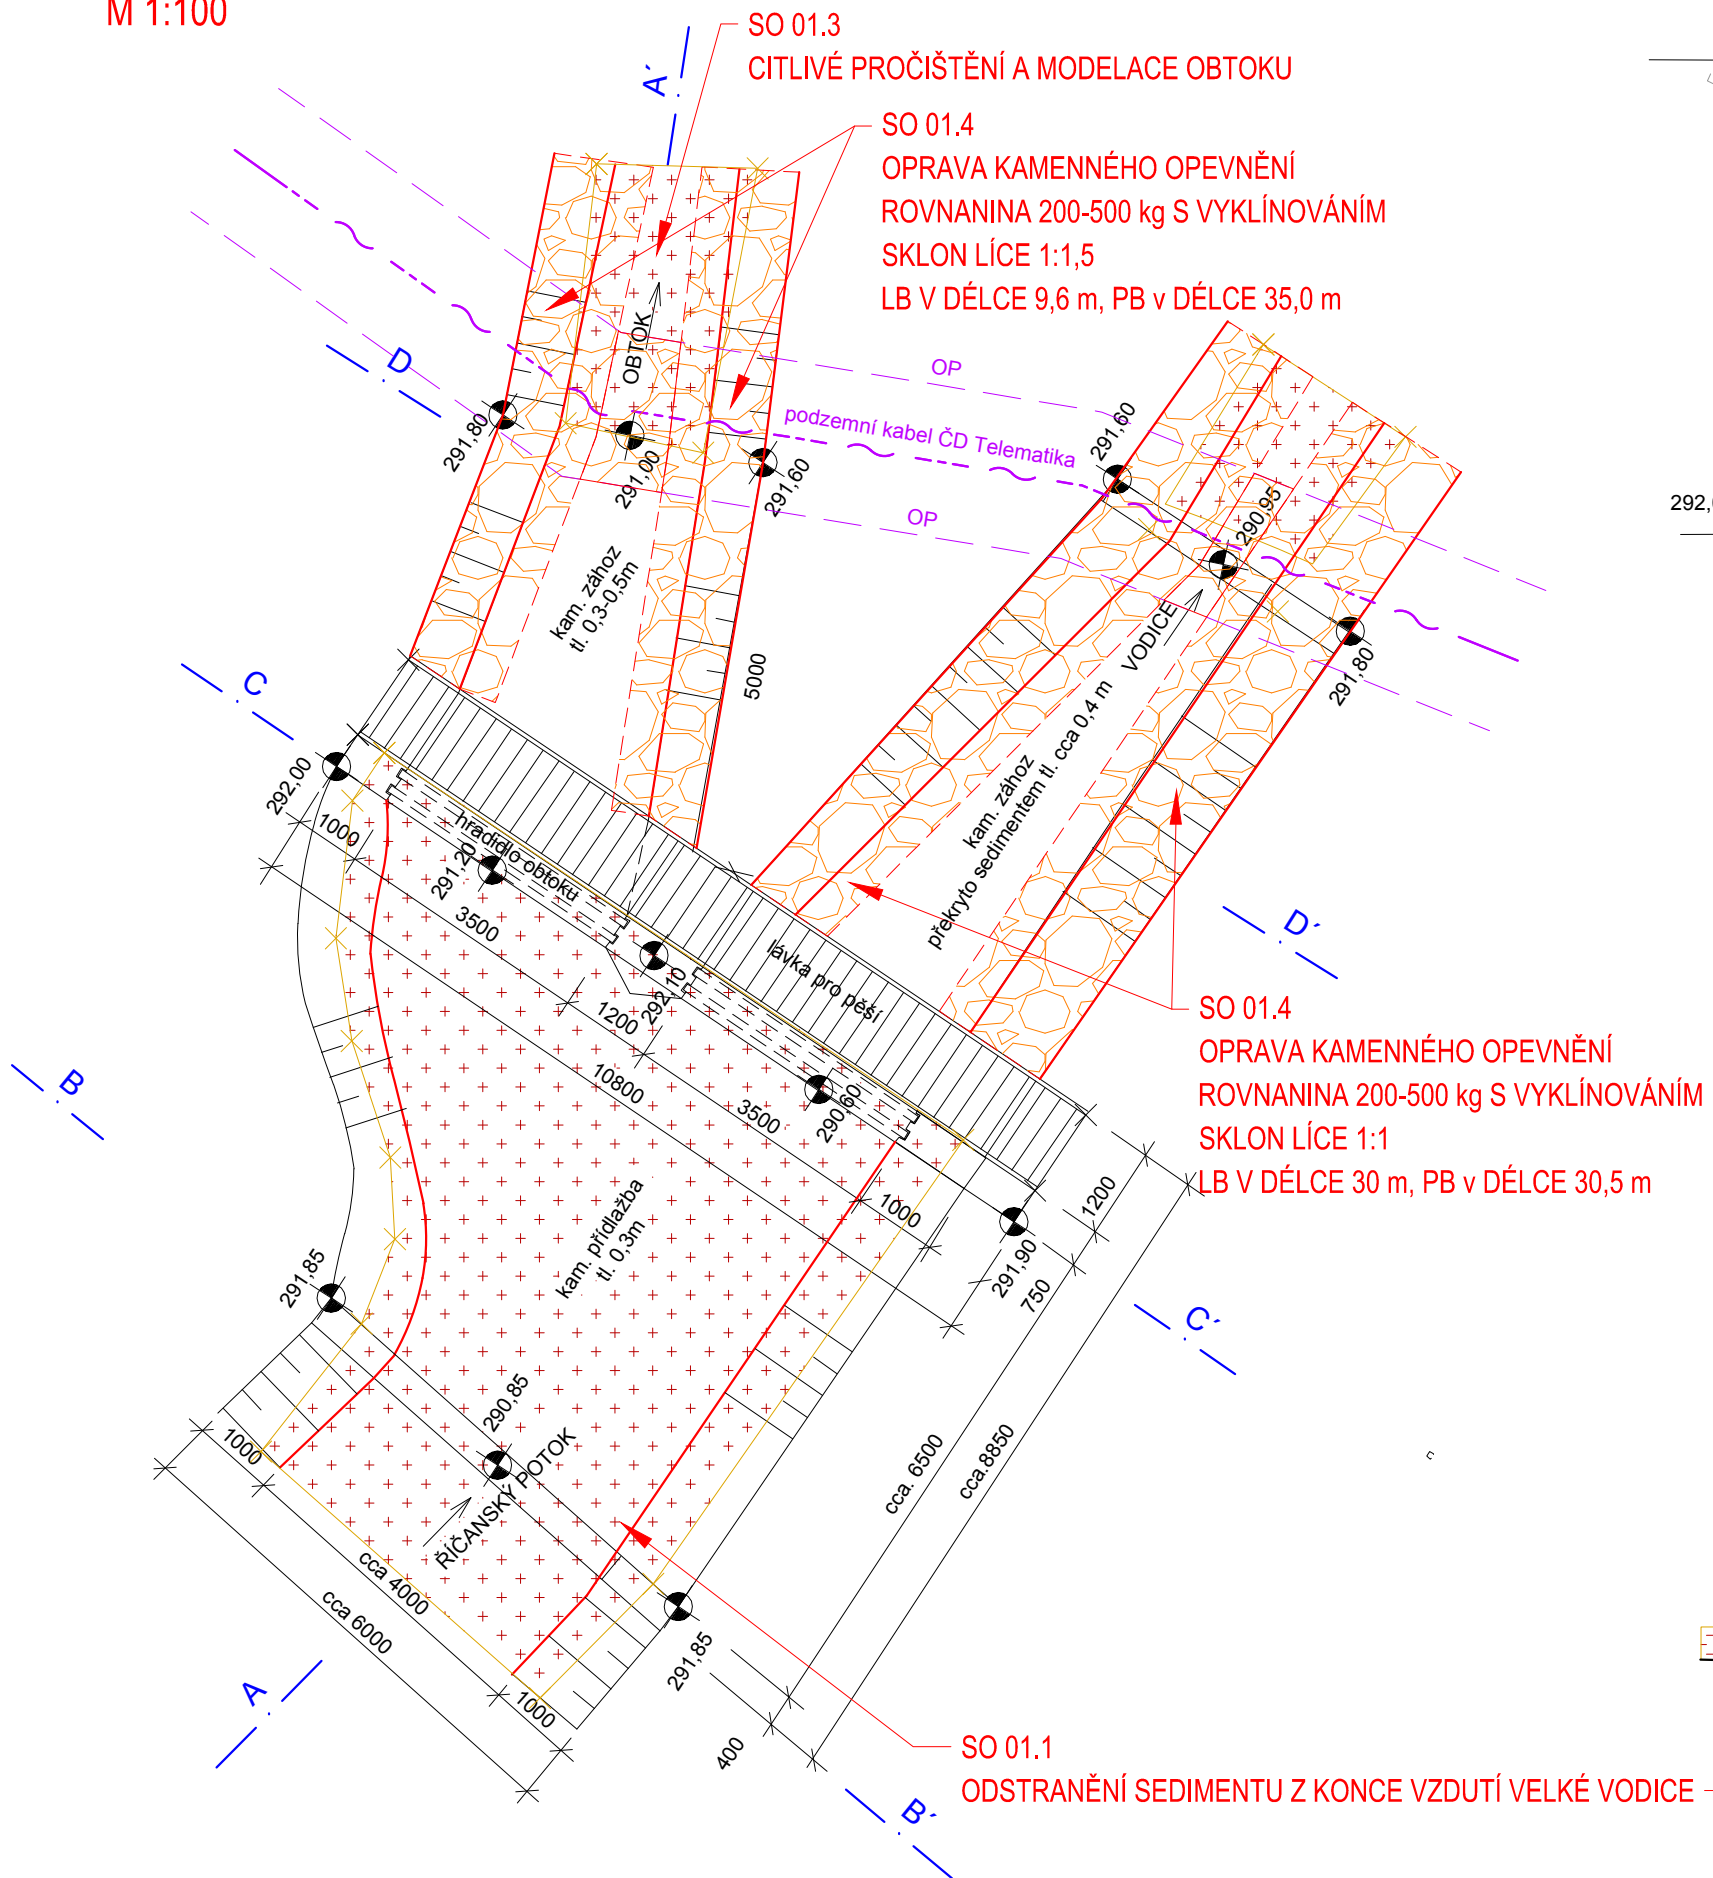 M 1:100
SO 01.3
CITLIVÉ PROČIŠTĚNÍ A MODELACE OBTOKU
A´
SO 01.4
OPRAVA KAMENNÉHO OPEVNĚNÍ
ROVNANINA 200-500 kg S VYKLÍNOVÁNÍM
SKLON LÍCE 1:1,5
LB V DÉLCE 9,6 m, PB v DÉLCE 35,0 m
OBTOK
D
OP
podzemní kabel ČD Telematika
OP
291,80
291,00
291,60
291,60
290,95
291,80
292,0
kam. zához
tl. 0,3-0,5m
5000
VODICE
kam. zához
překryto sedimentem tl. cca 0,4 m
C
292,00
1000
hradidlo obtoku
291,20
3500
lávka pro pěší
292,10
1200
10800
3500
290,60
D´
SO 01.4
OPRAVA KAMENNÉHO OPEVNĚNÍ
ROVNANINA 200-500 kg S VYKLÍNOVÁNÍM
SKLON LÍCE 1:1
LB V DÉLCE 30 m, PB v DÉLCE 30,5 m
B
kam. přídlažba
tl. 0,3m
1000
1200
291,90
750
291,85
C´
290,85
ŘÍČANSKÝ POTOK
1000
cca 4000
cca 6000
1000
cca. 6500
cca.8850
291,85
400
A
SO 01.1
ODSTRANĚNÍ SEDIMENTU Z KONCE VZDUTÍ VELKÉ VODICE
B´